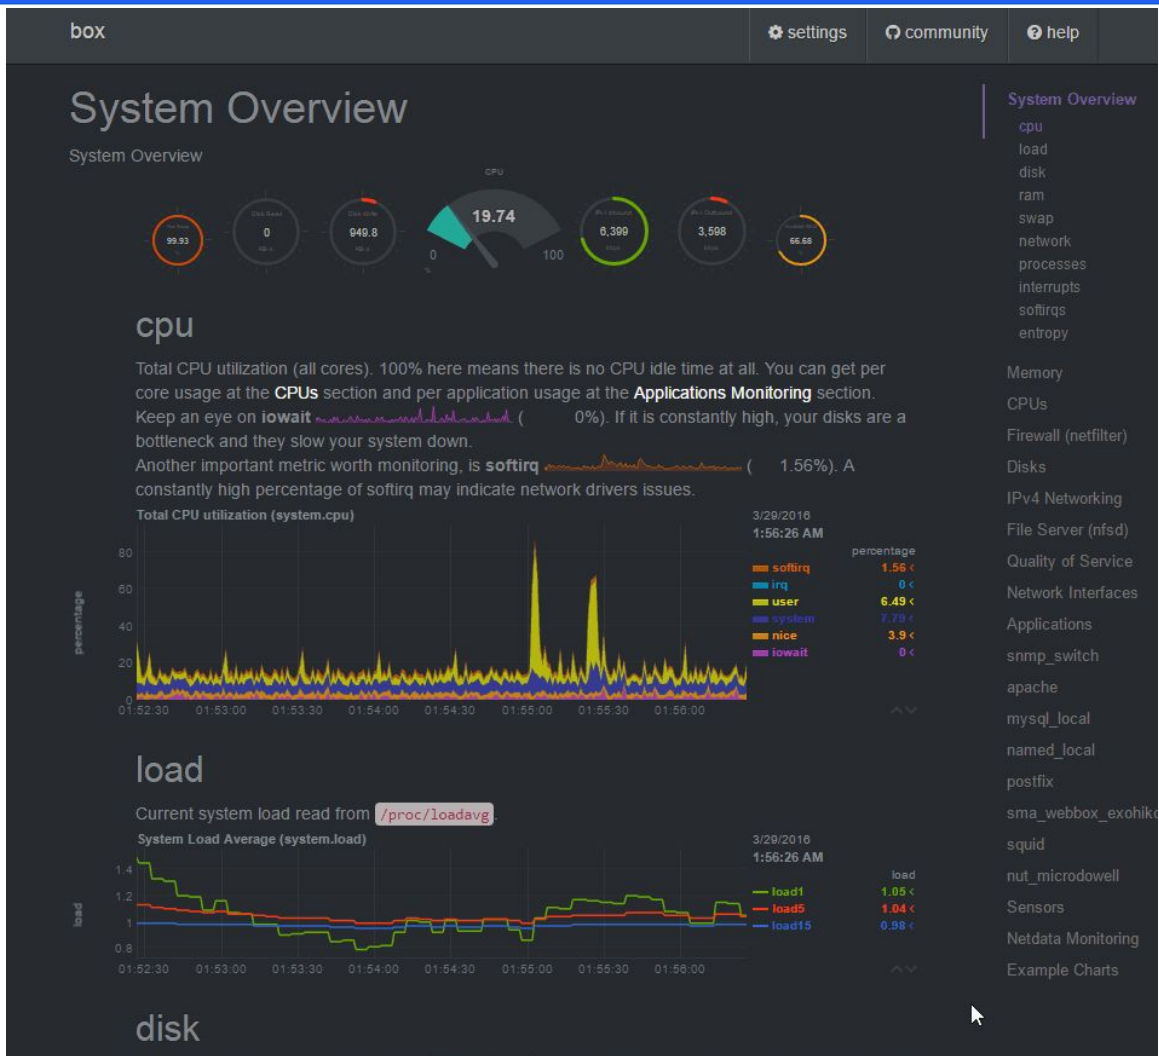 box
settings
community
help
System Overview
System Overview
99.93
Disk Read
0
Disk Write
949.8
CPU
19.74
0
100
%
IPv4 Inbound
6,399
kbps
IPv4 Outbound
3,598
kbps
66.68
cpu
Total CPU utilization (all cores). 100% here means there is no CPU idle time at all. You can get per
core usage at the CPUs section and per application usage at the Applications Monitoring section.
Keep an eye on iowait ( 0%). If it is constantly high, your disks are a
bottleneck and they slow your system down.
Another important metric worth monitoring, is softirq ( 1.56%). A
constantly high percentage of softirq may indicate network drivers issues.
Total CPU utilization (system.cpu)
3/29/2016
1:56:26 AM
percentage
softirq 1.56
irq 0
user 6.49
system 7.79
nice 3.9
iowait 0
percentage
80
60
40
20
0
01:52:30 01:53:00 01:53:30 01:54:00 01:54:30 01:55:00 01:55:30 01:56:00
load
Current system load read from /proc/loadavg.
System Load Average (system.load)
3/29/2016
1:56:26 AM
load
load1 1.05
load5 1.04
load15 0.98
load
1.4
1.2
1
0.8
01:52:30 01:53:00 01:53:30 01:54:00 01:54:30 01:55:00 01:55:30 01:56:00
disk
System Overview
cpu
load
disk
ram
swap
network
processes
interrupts
softirqs
entropy
Memory
CPUs
Firewall (netfilter)
Disks
IPv4 Networking
File Server (nfsd)
Quality of Service
Network Interfaces
Applications
snmp_switch
apache
mysql_local
named_local
postfix
sma_webbox_exohiko
squid
nut_microdowell
Sensors
Netdata Monitoring
Example Charts